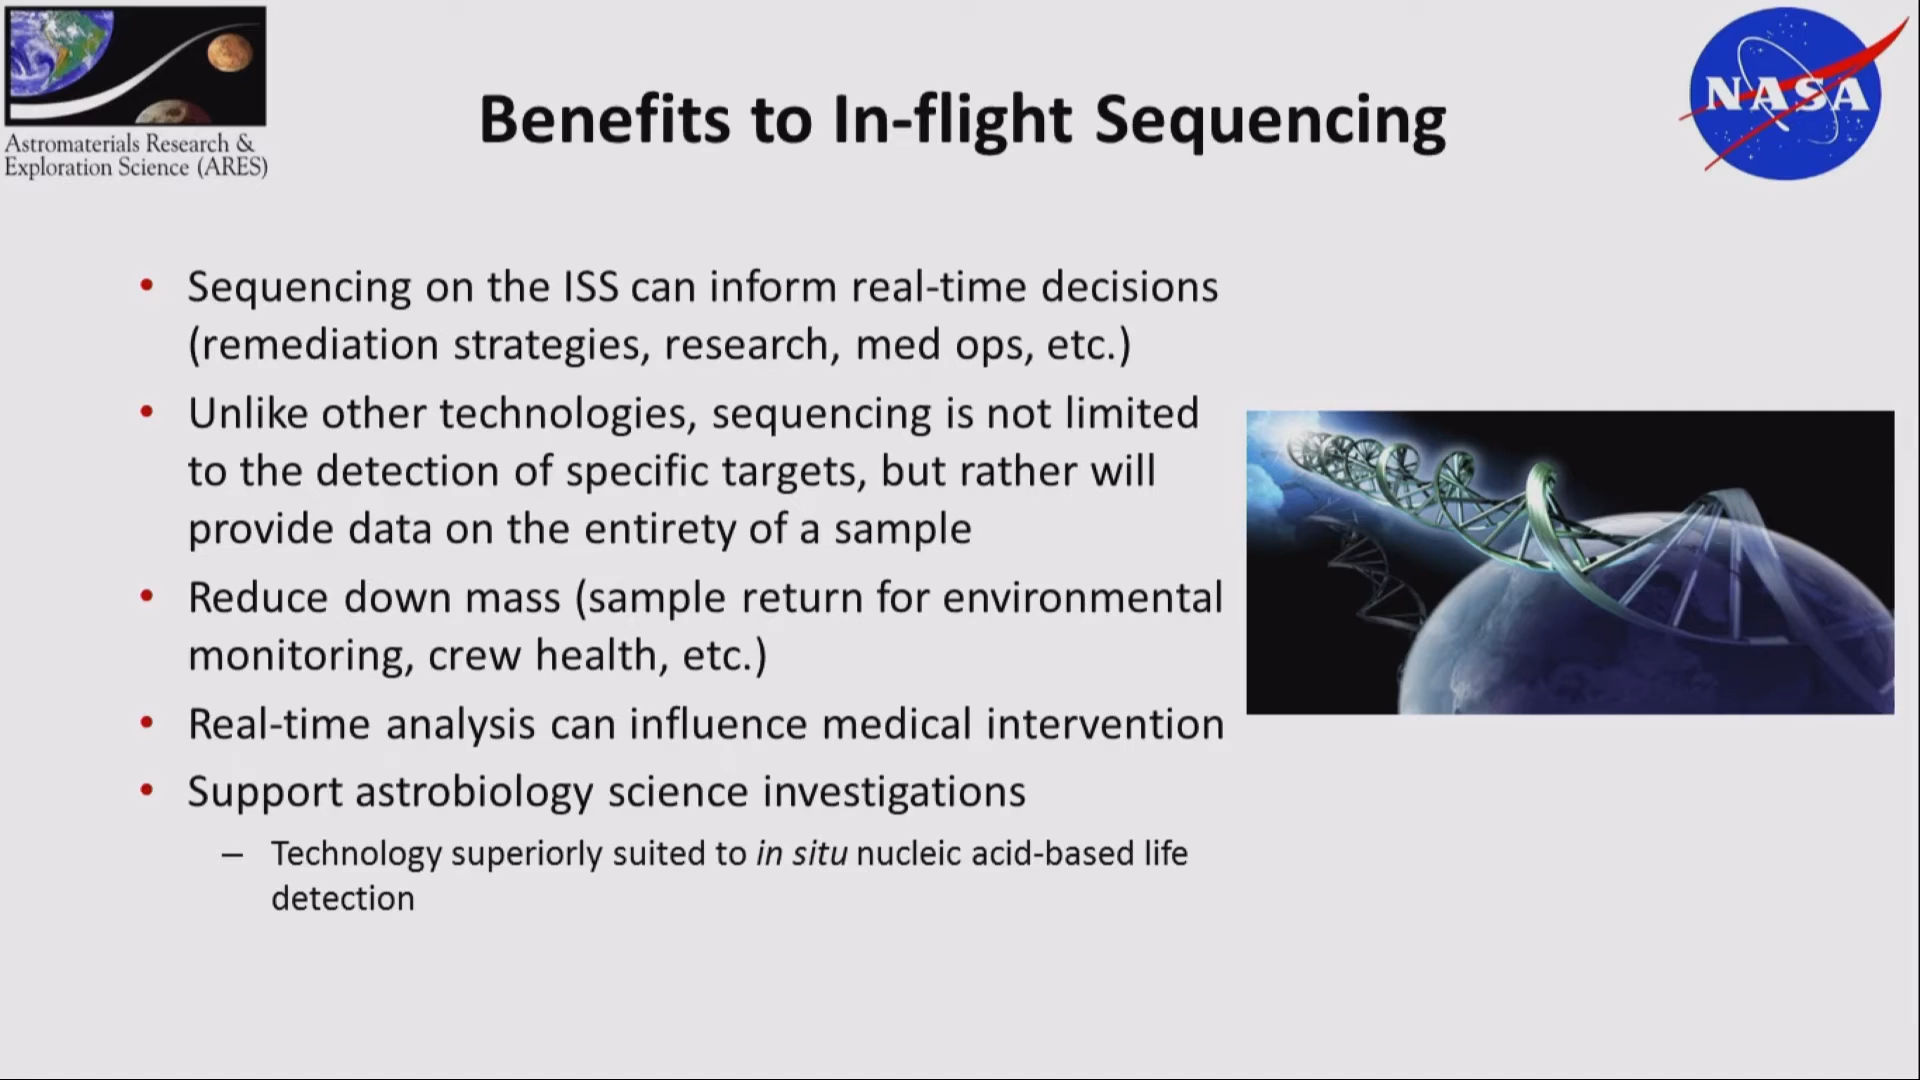 Astromaterials Research &
Exploration Science (ARES)
Benefits to In-flight Sequencing
NASA
• Sequencing on the ISS can inform real-time decisions
(remediation strategies, research, med ops, etc.)
• Unlike other technologies, sequencing is not limited
to the detection of specific targets, but rather will
provide data on the entirety of a sample
• Reduce down mass (sample return for environmental
monitoring, crew health, etc.)
• Real-time analysis can influence medical intervention
• Support astrobiology science investigations
– Technology superiorly suited to in situ nucleic acid-based life
detection